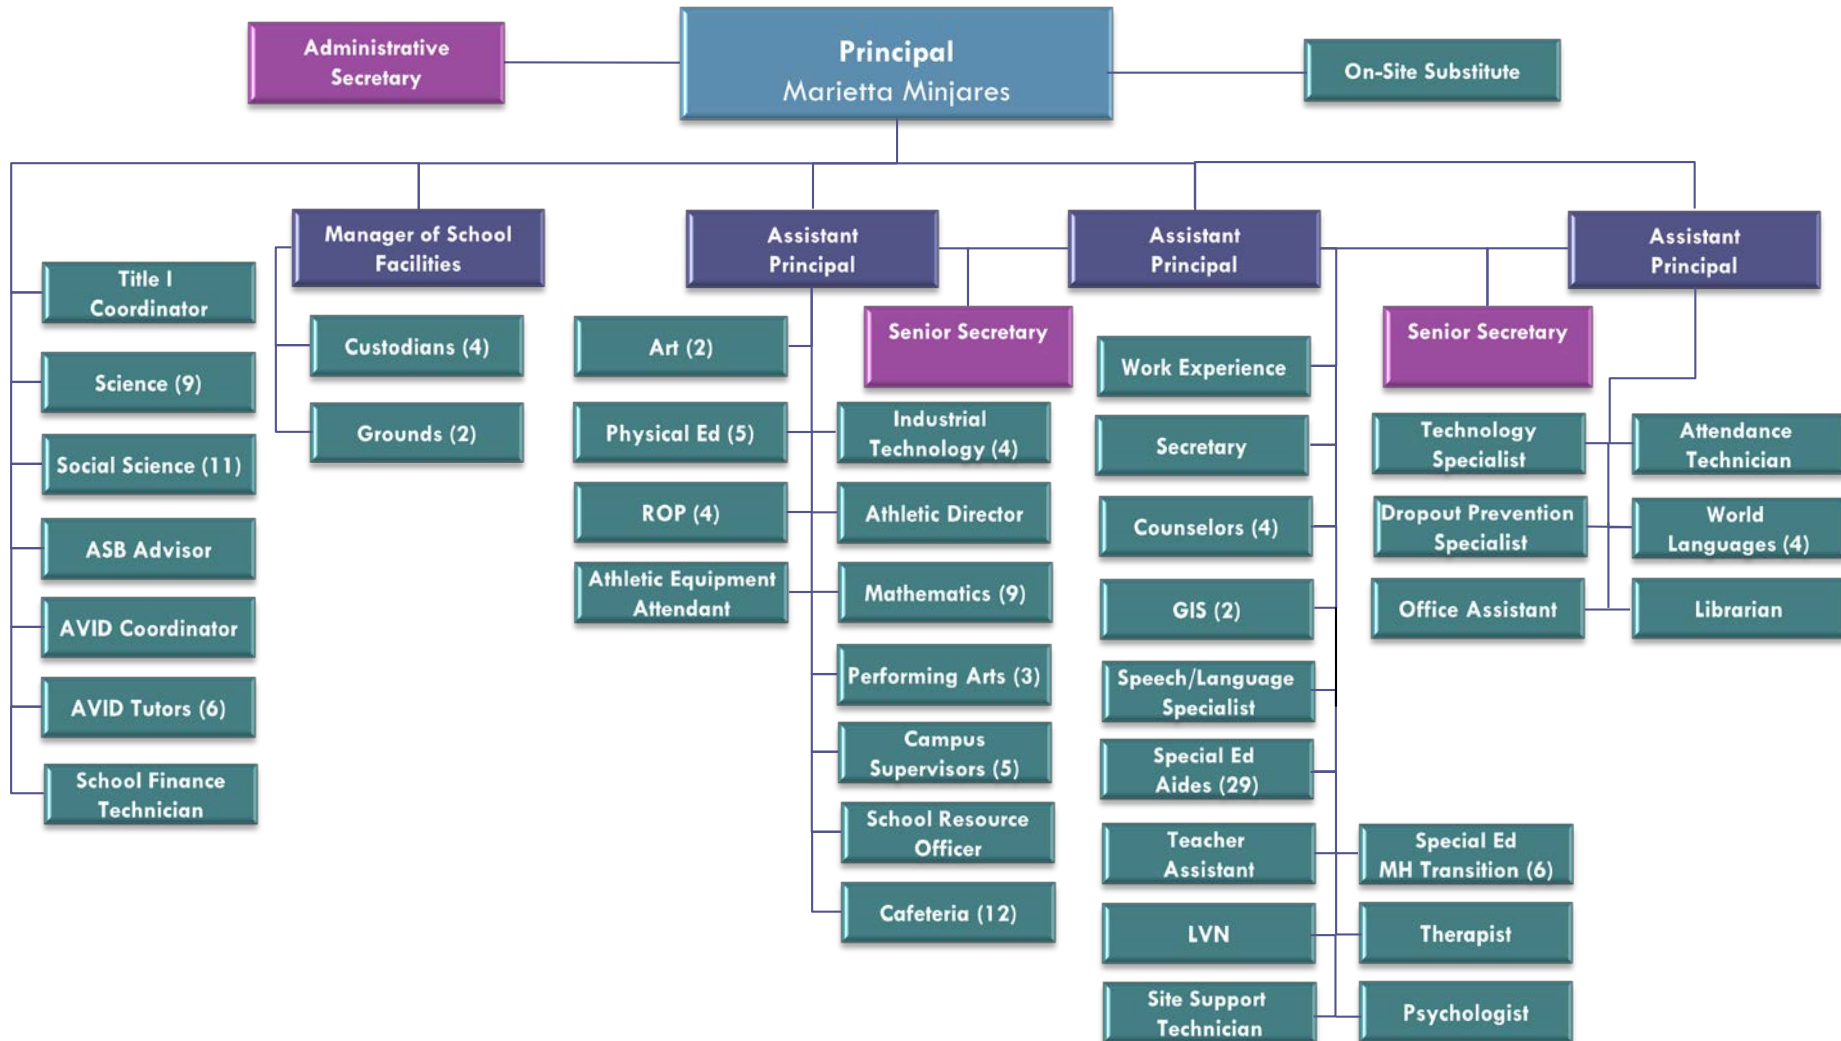 Administrative
Secretary
Principal
Marietta Minjares
On-Site Substitute
Manager of School
Facilities
Assistant
Principal
Assistant
Principal
Assistant
Principal
Title I
Coordinator
Science (9)
Social Science (11)
ASB Advisor
AVID Coordinator
AVID Tutors (6)
School Finance
Technician
Custodians (4)
Grounds (2)
Senior Secretary
Art (2)
Physical Ed (5)
ROP (4)
Athletic Equipment
Attendant
Industrial
Technology (4)
Athletic Director
Mathematics (9)
Performing Arts (3)
Campus
Supervisors (5)
School Resource
Officer
Cafeteria (12)
Work Experience
Secretary
Counselors (4)
GIS (2)
Speech/Language
Specialist
Special Ed
Aides (29)
Teacher
Assistant
LVN
Site Support
Technician
Special Ed
MH Transition (6)
Therapist
Psychologist
Senior Secretary
Technology
Specialist
Dropout Prevention
Specialist
Office Assistant
Attendance
Technician
World
Languages (4)
Librarian